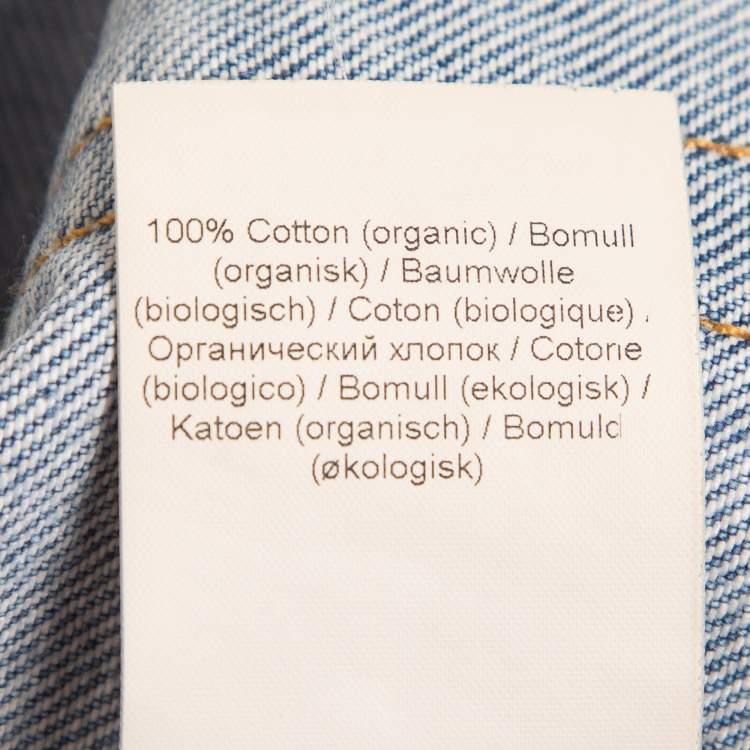 100% Cotton (organic) / Bomull
(organisk) / Baumwolle
(biologisch) / Coton (biologique) /
Органический хлопок / Cotone
(biologico) / Bomull (ekologisk) /
Katoen (organisch) / Bomuld
(økologisk)